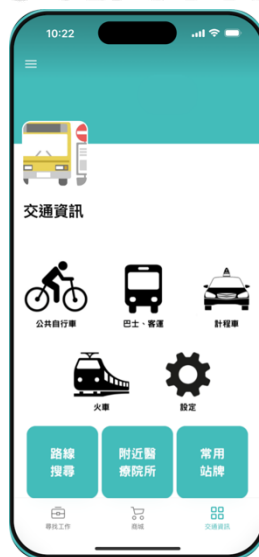 10:22
交通資訊
公共自行車
巴士、客運
計程車
火車
設定
路線
搜尋
附近醫
療院所
常用
站牌
尋找工作
商城
交通資訊